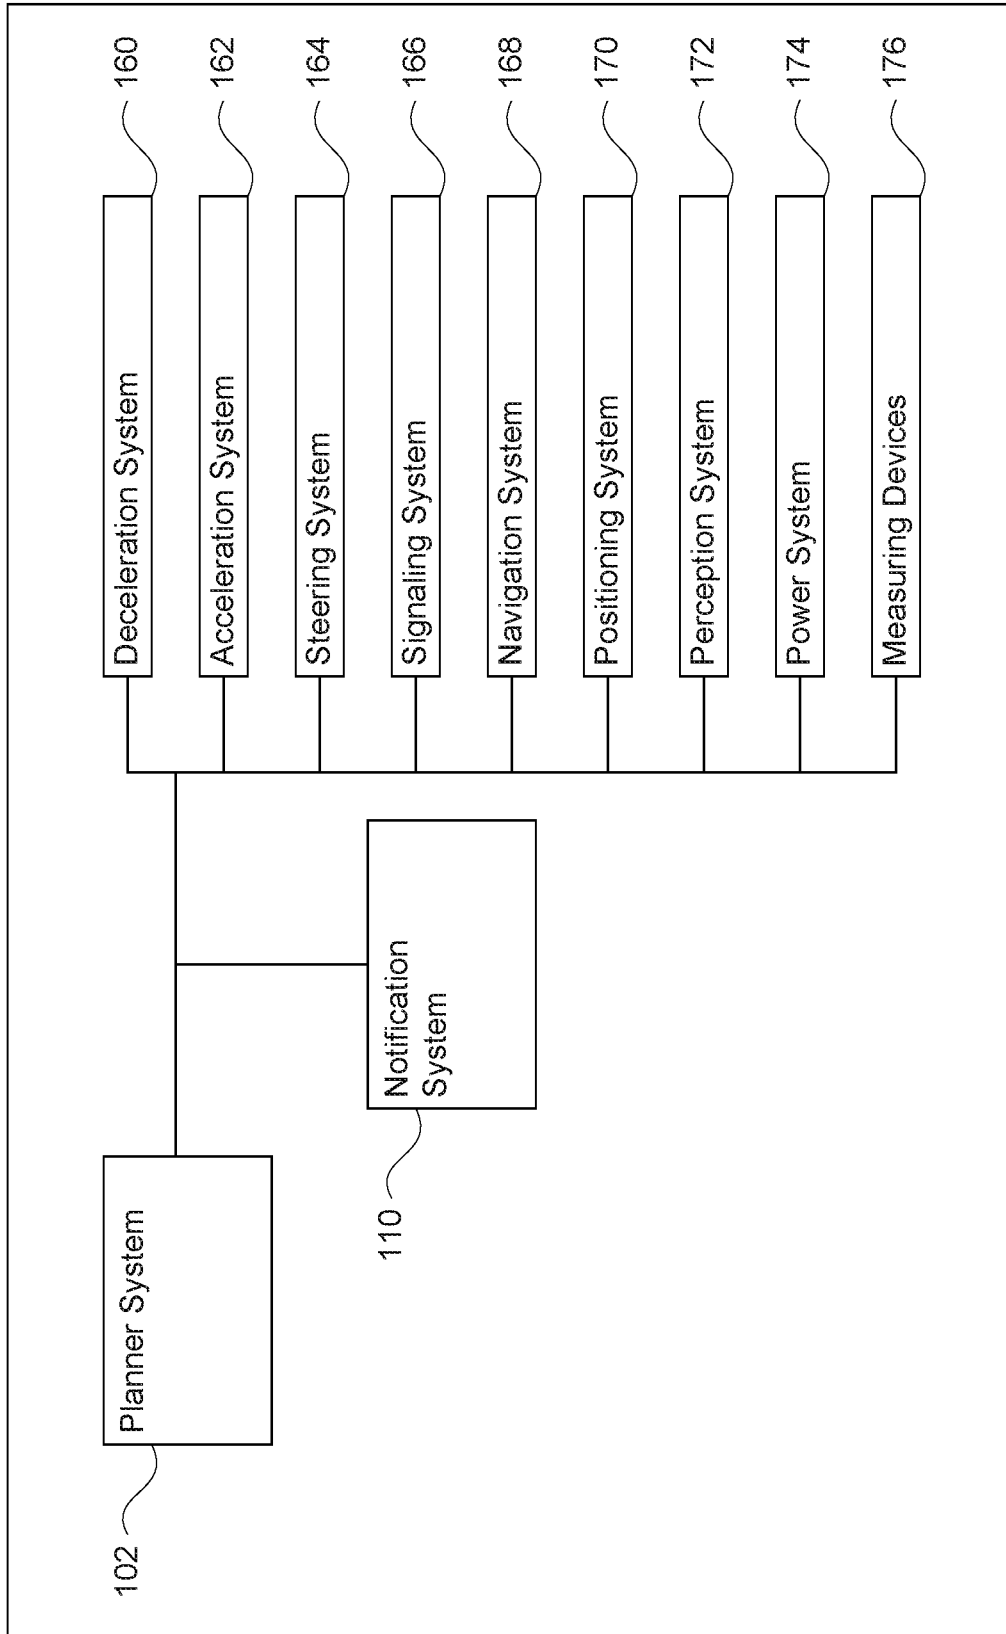 102
Planner System
110
Notification
System
Deceleration System
160
Acceleration System
162
Steering System
164
Signaling System
166
Navigation System
168
Positioning System
170
Perception System
172
Power System
174
Measuring Devices
176